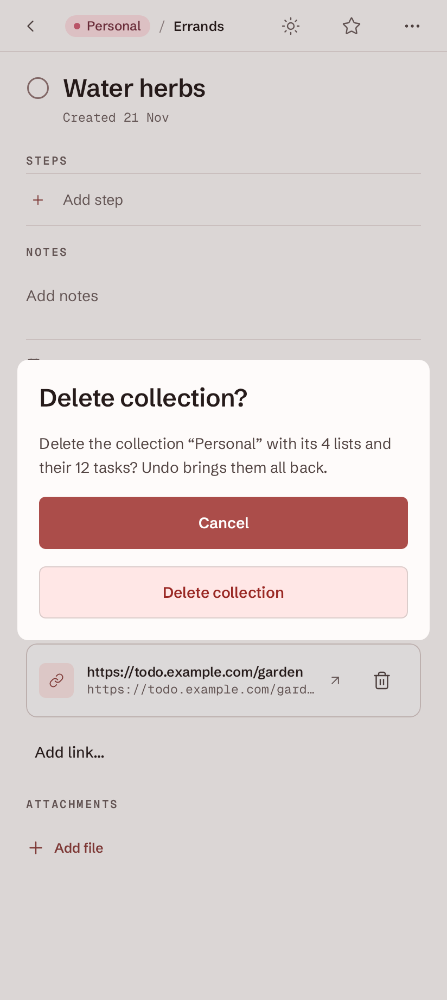 Personal / Errands
Water herbs
Created 21 Nov
STEPS
Add step
NOTES
Add notes
Delete collection?
Delete the collection “Personal” with its 4 lists and
their 12 tasks? Undo brings them all back.
Cancel
Delete collection
https://todo.example.com/garden
https://todo.example.com/gard…
Add link…
ATTACHMENTS
Add file